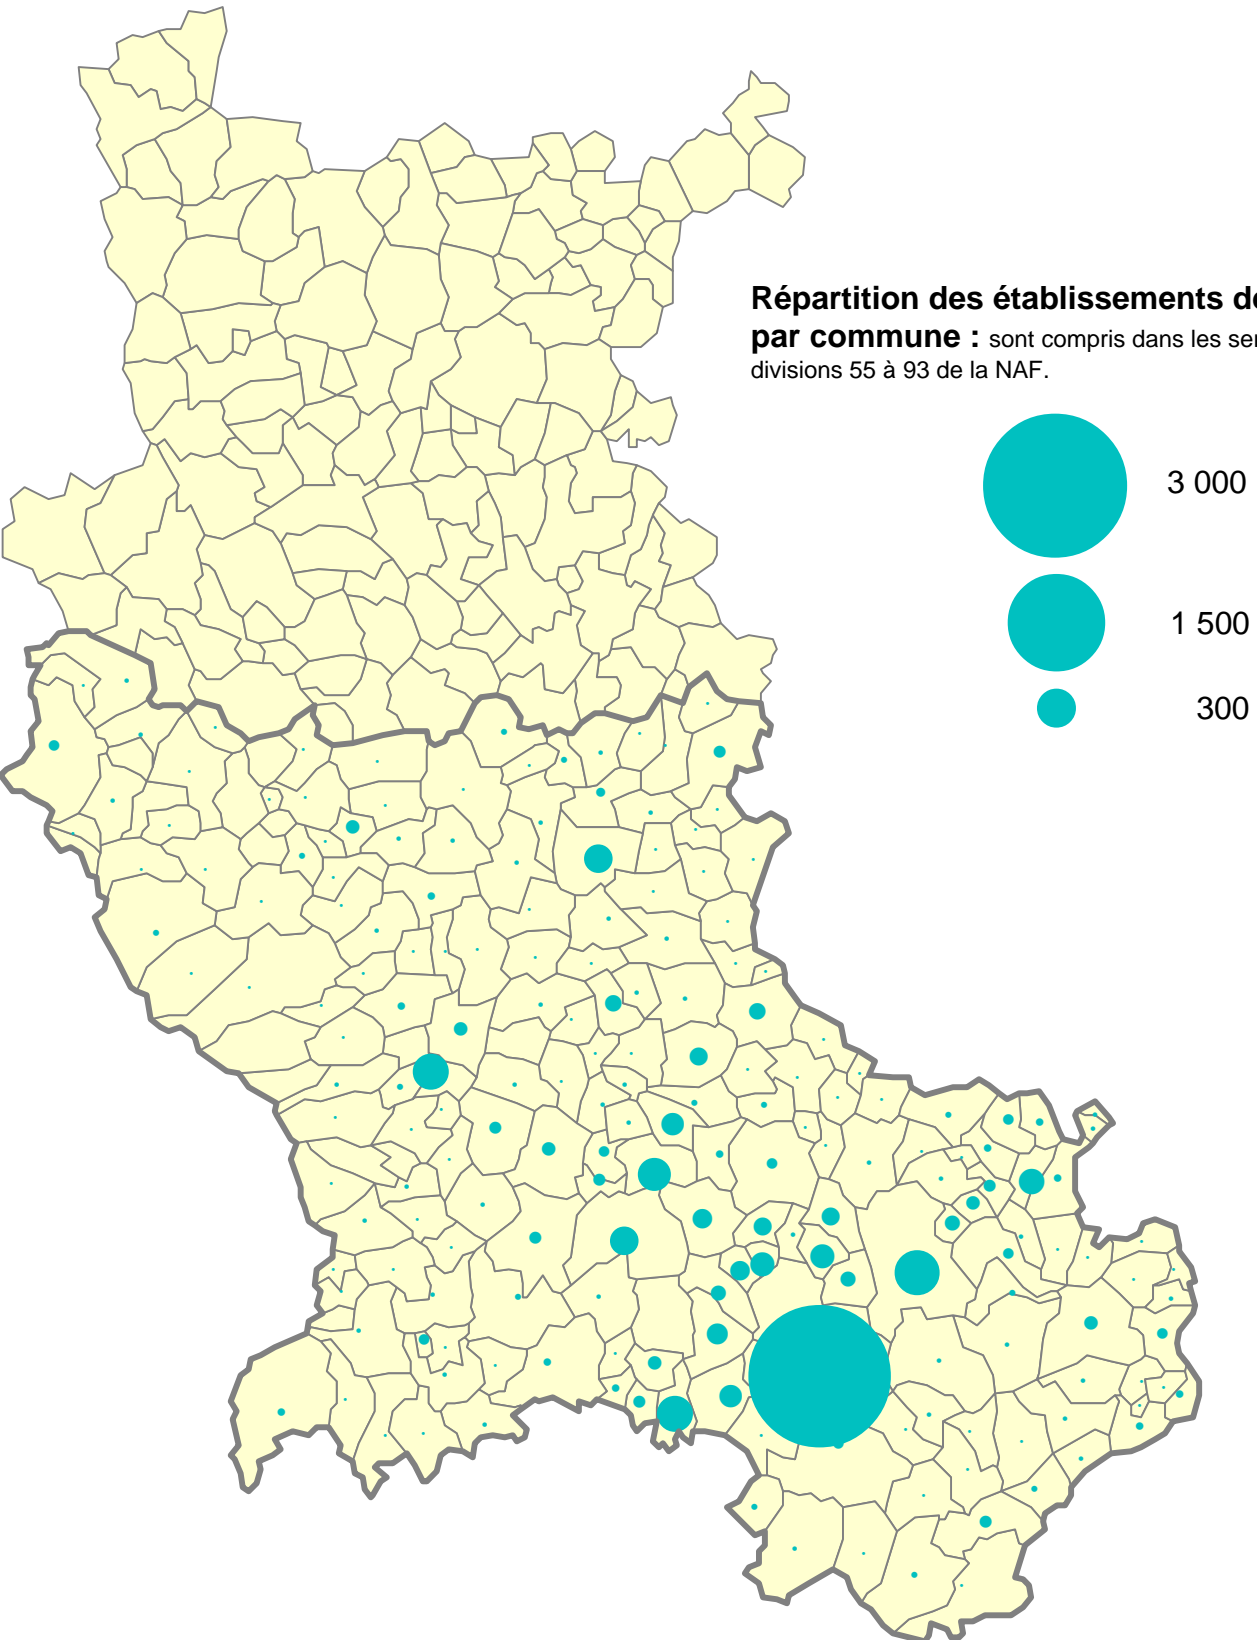 Répartition des établissements de
par commune : sont compris dans les ser
divisions 55 à 93 de la NAF.
3 000
1 500
300